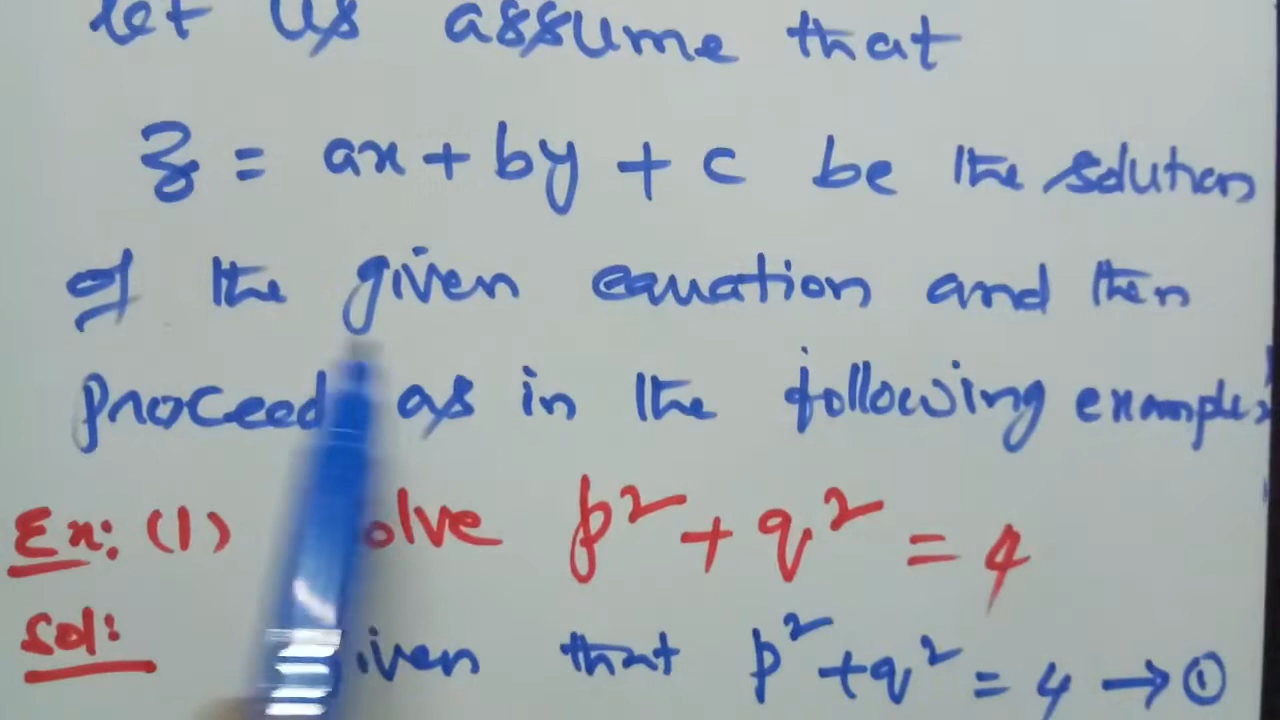 let us assume that
z = ax + by + c be the solution
of the given equation and then
proceed as in the following examples
Ex: (1) olve p² + q² = 4
Sol: iven that p² + q² = 4 → ①